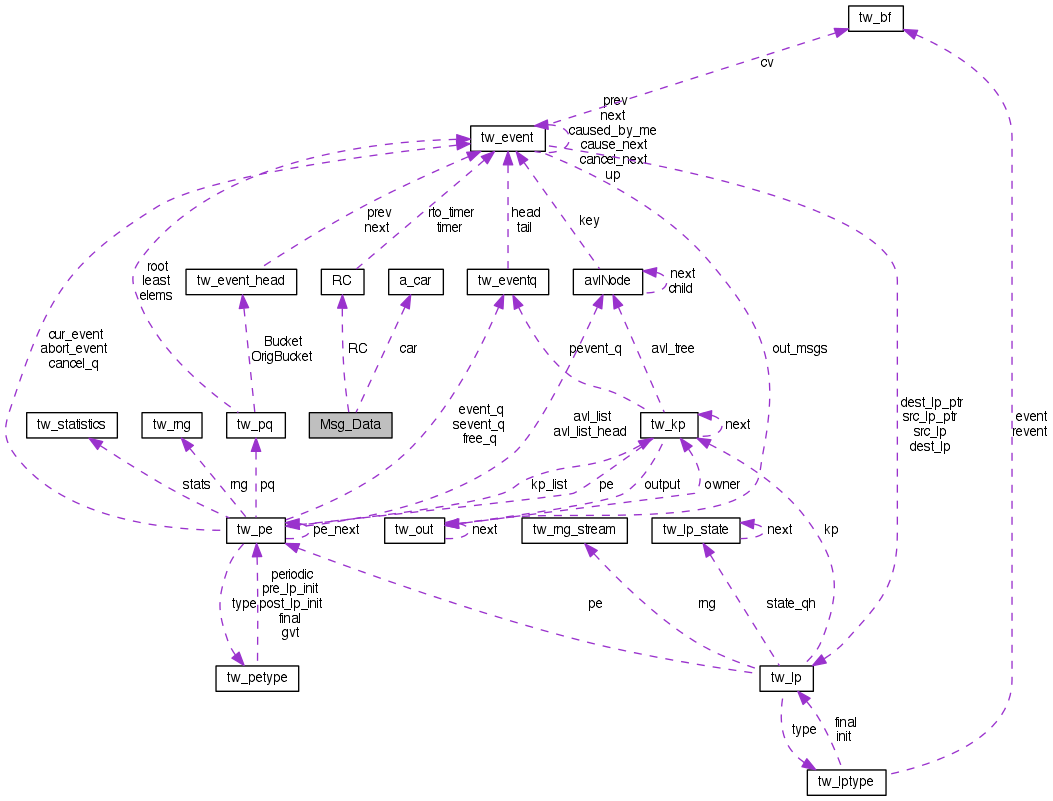 tw_bf
cv
prev
next
caused_by_me
cause_next
cancel_next
up
tw_event
prev
next
rto_timer
timer
head
tail
key
root
least
elems
tw_event_head
RC
a_car
tw_eventq
avlNode
next
child
cur_event
abort_event
cancel_q
Bucket
OrigBucket
RC
car
pevent_q
avl_tree
out_msgs
dest_lp_ptr
src_lp_ptr
src_lp
dest_lp
event
revent
tw_statistics
tw_rng
tw_pq
Msg_Data
event_q
sevent_q
free_q
avl_list
avl_list_head
tw_kp
next
stats
rng
pq
kp_list
pe
output
owner
kp
tw_pe
pe_next
tw_out
next
tw_rng_stream
tw_lp_state
next
type
periodic
pre_lp_init
post_lp_init
final
gvt
pe
rng
state_qh
tw_petype
tw_lp
type
final
init
tw_lptype